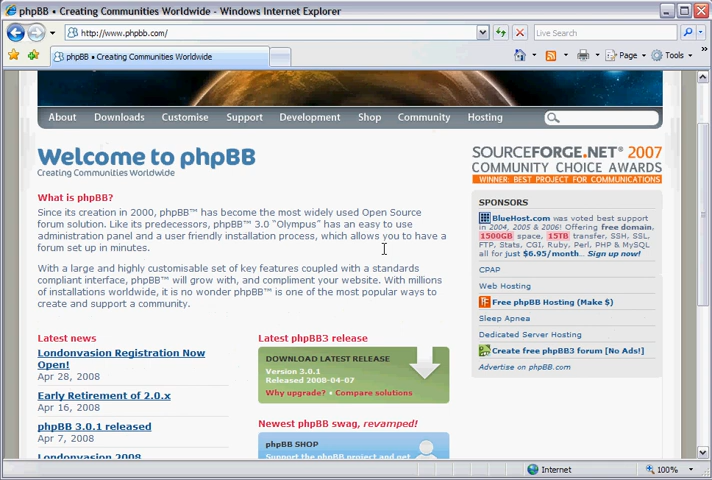 phpBB • Creating Communities Worldwide - Windows Internet Explorer
http://www.phpbb.com/
Live Search
phpBB • Creating Communities Worldwide
Page
Tools
About Downloads Customise Support Development Shop Community Hosting
Welcome to phpBB
Creating Communities Worldwide
What is phpBB?
Since its creation in 2000, phpBB™ has become the most widely used Open Source
forum solution. Like its predecessors, phpBB™ 3.0 “Olympus” has an easy to use
administration panel and a user friendly installation process, which allows you to have a
forum set up in minutes.
With a large and highly customisable set of key features coupled with a standards
compliant interface, phpBB™ will grow with, and compliment your website. With millions
of installations worldwide, it is no wonder phpBB™ is one of the most popular ways to
create and support a community.
Latest news
Londonvasion Registration Now
Open!
Apr 28, 2008
Early Retirement of 2.0.x
Apr 16, 2008
phpBB 3.0.1 released
Apr 7, 2008
Londonvasion 2008
Latest phpBB3 release
DOWNLOAD LATEST RELEASE
Version 3.0.1
Released 2008-04-07
Why upgrade? • Compare solutions
Newest phpBB swag, revamped!
phpBB SHOP
Support the phpBB project and get
SOURCEFORGE.NET® 2007
COMMUNITY CHOICE AWARDS
WINNER: BEST PROJECT FOR COMMUNICATIONS
SPONSORS
BlueHost.com was voted best support
in 2004, 2005 & 2006! Offering free domain.
1500GB space, 15TB transfer, SSH, SSL,
FTP, Stats, CGI, Ruby, Perl, PHP & MySQL
all for just $6.95/month. Sign up now!
CPAP
Web Hosting
Free phpBB Hosting (Make $)
Sleep Apnea
Dedicated Server Hosting
Create free phpBB3 forum [No Ads!]
Advertise on phpBB.com
Internet
100%